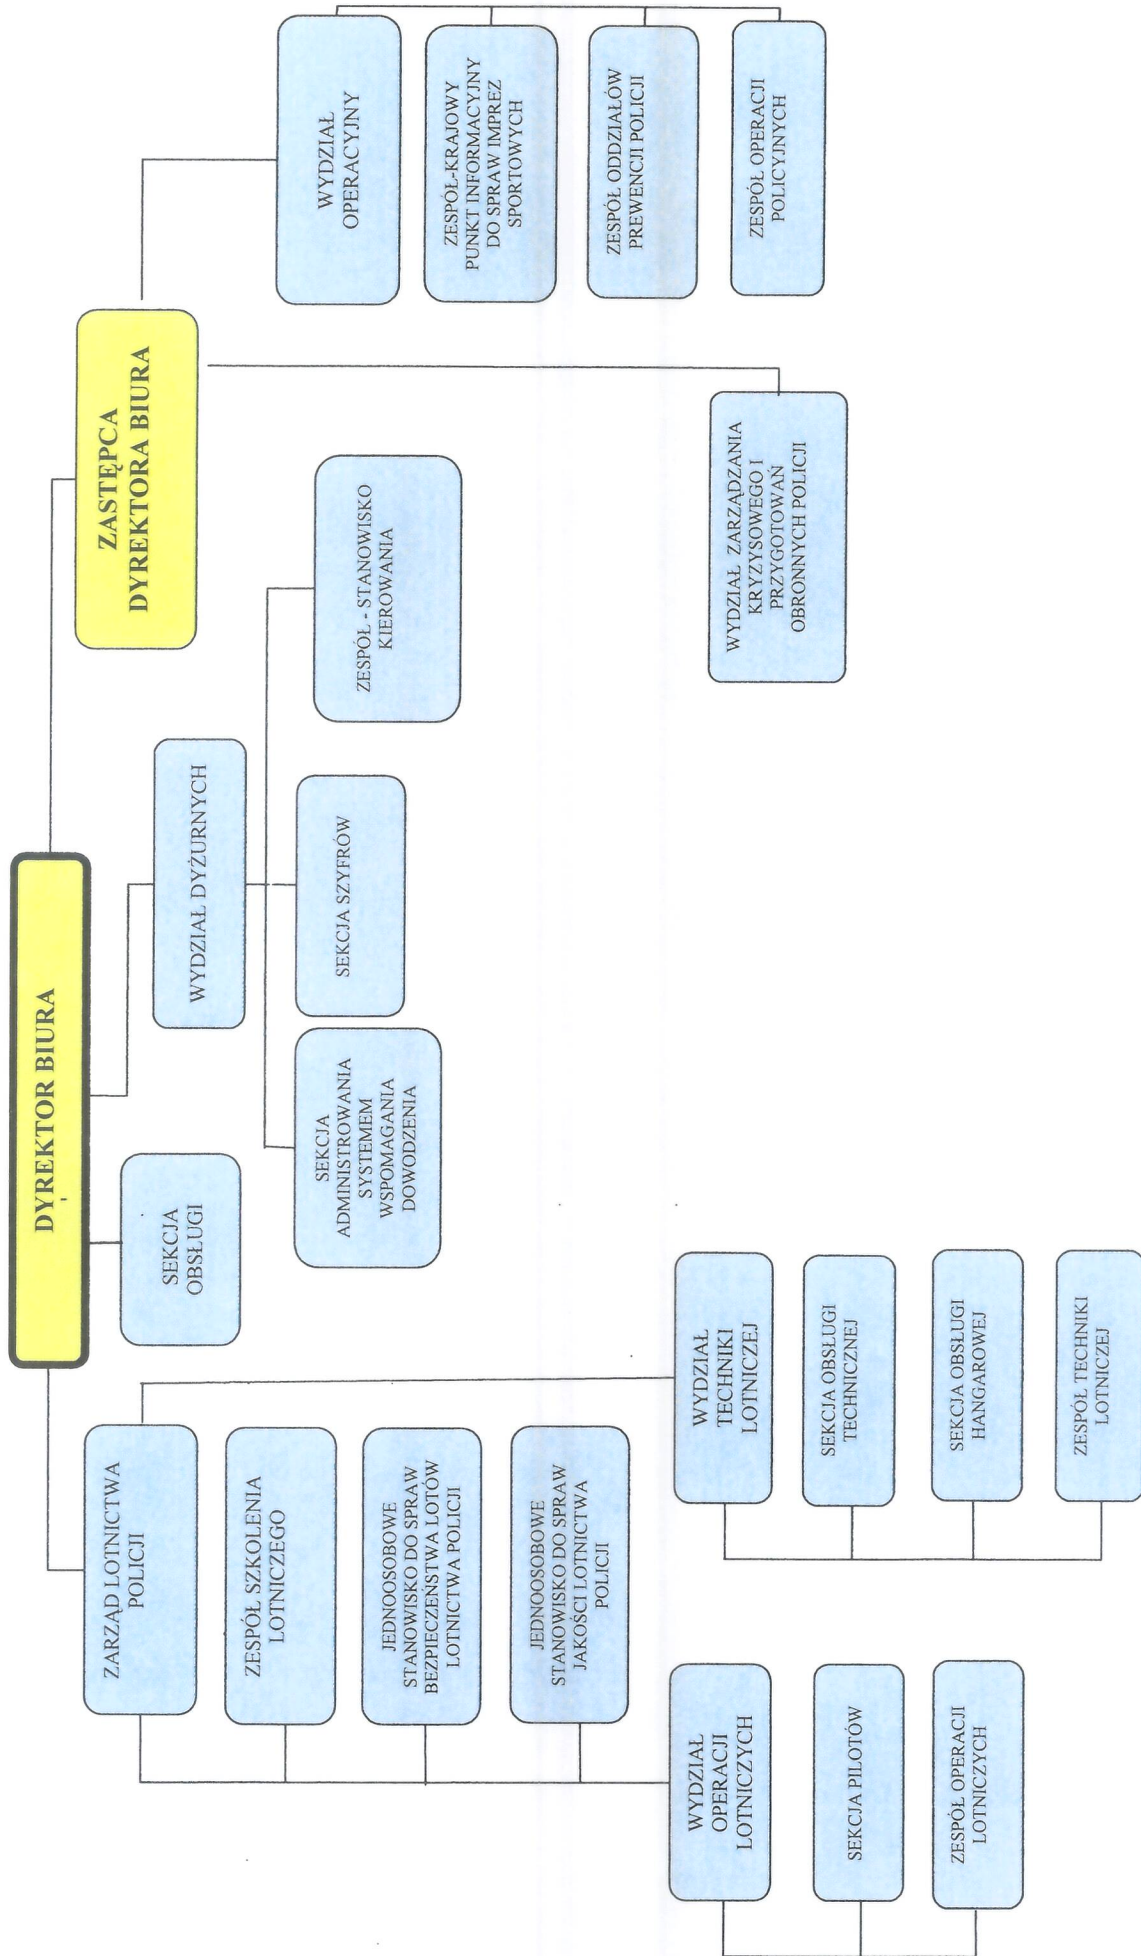 DYREKTOR BIURA
ZASTĘPCA
DYREKTORA BIURA
ZARZĄD LOTNICTWA
POLICJI
ZESPÓŁ SZKOLENIA
LOTNICZEGO
JEDNOOSOBOWE
STANOWISKO DO SPRAW
BEZPIECZEŃSTWA LOTÓW
LOTNICTWA POLICJI
JEDNOOSOBOWE
STANOWISKO DO SPRAW
JAKOŚCI LOTNICTWA
POLICJI
WYDZIAŁ
OPERACJI
LOTNICZYCH
SEKCJA PILOTÓW
ZESPÓŁ OPERACJI
LOTNICZYCH
WYDZIAŁ
TECHNIKI
LOTNICZEJ
SEKCJA OBSŁUGI
TECHNICZNEJ
SEKCJA OBSŁUGI
HANGAROWEJ
ZESPÓŁ TECHNIKI
LOTNICZEJ
SEKCJA
OBSŁUGI
WYDZIAŁ DYŻURNYCH
SEKCJA
ADMINISTROWANIA
SYSTEMEM
WSPOMAGANIA
DOWODZENIA
SEKCJA SZYFRÓW
ZESPÓŁ - STANOWISKO
KIEROWANIA
WYDZIAŁ
OPERACYJNY
ZESPÓŁ-KRAJOWY
PUNKT INFORMACYJNY
DO SPRAW IMPREZ
SPORTOWYCH
ZESPÓŁ ODDZIAŁÓW
PREWENCJI POLICJI
ZESPÓŁ OPERACJI
POLICYJNYCH
WYDZIAŁ ZARZĄDZANIA
KRYZYSOWEGO I
PRZYGOTOWAŃ
OBRONNYCH POLICJI